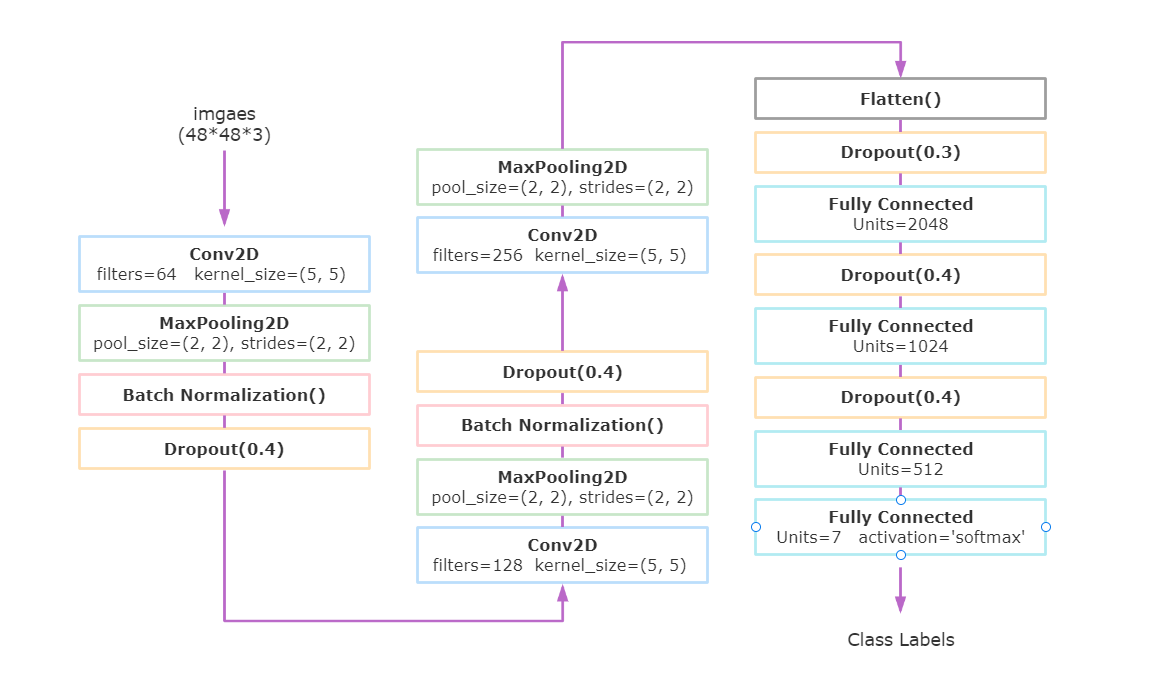 imgaes
(48*48*3)
Conv2D
filters=64   kernel_size=(5, 5)
MaxPooling2D
pool_size=(2, 2), strides=(2, 2)
Batch Normalization()
Dropout(0.4)
Conv2D
filters=128  kernel_size=(5, 5)
MaxPooling2D
pool_size=(2, 2), strides=(2, 2)
Batch Normalization()
Dropout(0.4)
Conv2D
filters=256  kernel_size=(5, 5)
MaxPooling2D
pool_size=(2, 2), strides=(2, 2)
Flatten()
Dropout(0.3)
Fully Connected
Units=2048
Dropout(0.4)
Fully Connected
Units=1024
Dropout(0.4)
Fully Connected
Units=512
Fully Connected
Units=7   activation='softmax'
Class Labels